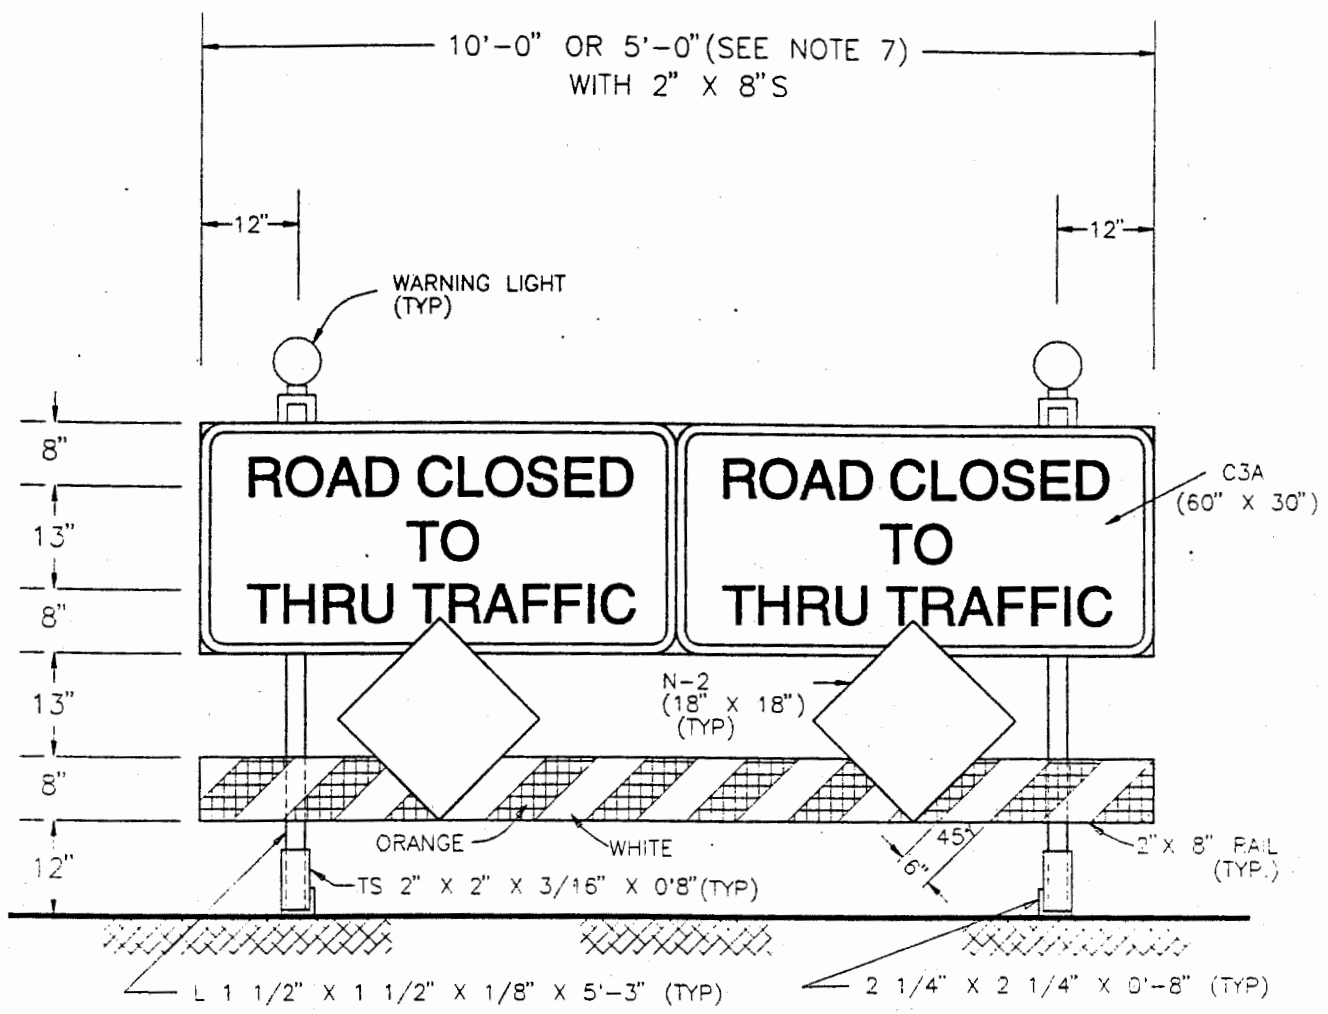 10'-0" OR 5'-0"(SEE NOTE 7)
WITH 2" X 8"S
12"
12"
WARNING LIGHT
(TYP)
8"
13"
8"
13"
8"
12"
ROAD CLOSED
TO
THRU TRAFFIC
ROAD CLOSED
TO
THRU TRAFFIC
C3A
(60" X 30")
N-2
(18" X 18")
(TYP)
ORANGE
WHITE
45°
6"
2" X 8" RAIL
(TYP.)
TS 2" X 2" X 3/16" X 0'8"(TYP)
L 1 1/2" X 1 1/2" X 1/8" X 5'-3" (TYP)
2 1/4" X 2 1/4" X 0'-8" (TYP)